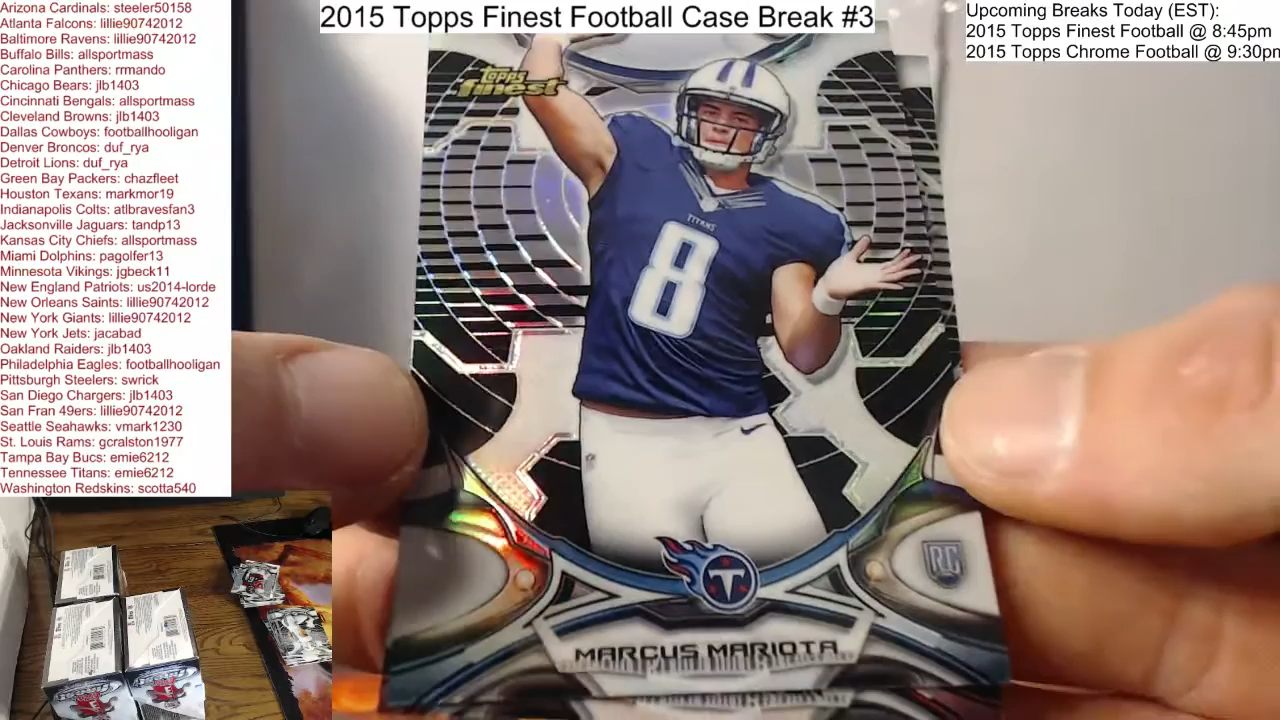 Arizona Cardinals: steeler50158
Atlanta Falcons: lillie90742012
Baltimore Ravens: lillie90742012
Buffalo Bills: allsportmass
Carolina Panthers: rrmando
Chicago Bears: jlb1403
Cincinnati Bengals: allsportmass
Cleveland Browns: jlb1403
Dallas Cowboys: footballhooligan
Denver Broncos: duf_rya
Detroit Lions: duf_rya
Green Bay Packers: chazfleet
Houston Texans: markmor19
Indianapolis Colts: atlbravesfan3
Jacksonville Jaguars: tandp13
Kansas City Chiefs: allsportmass
Miami Dolphins: pagolfer13
Minnesota Vikings: jgbeck11
New England Patriots: us2014-lorde
New Orleans Saints: lillie90742012
New York Giants: lillie90742012
New York Jets: jacabad
Oakland Raiders: jlb1403
Philadelphia Eagles: footballhooligan
Pittsburgh Steelers: swrick
San Diego Chargers: jlb1403
San Fran 49ers: lillie90742012
Seattle Seahawks: vmark1230
St. Louis Rams: gcralston1977
Tampa Bay Bucs: emie6212
Tennessee Titans: emie6212
Washington Redskins: scotta540
2015 Topps Finest Football Case Break #3
Upcoming Breaks Today (EST):
2015 Topps Finest Football @ 8:45pm
2015 Topps Chrome Football @ 9:30pm
TOPPS
finest
TITANS
8
T
RC
MARCUS MARIOTA